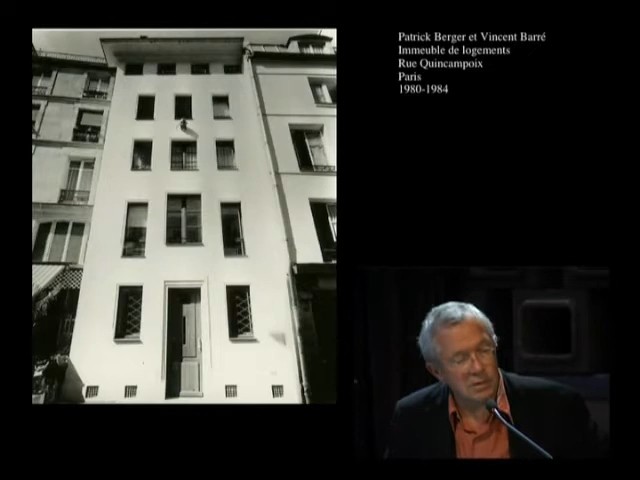 Patrick Berger et Vincent Barré
Immeuble de logements
Rue Quincampoix
Paris
1980-1984